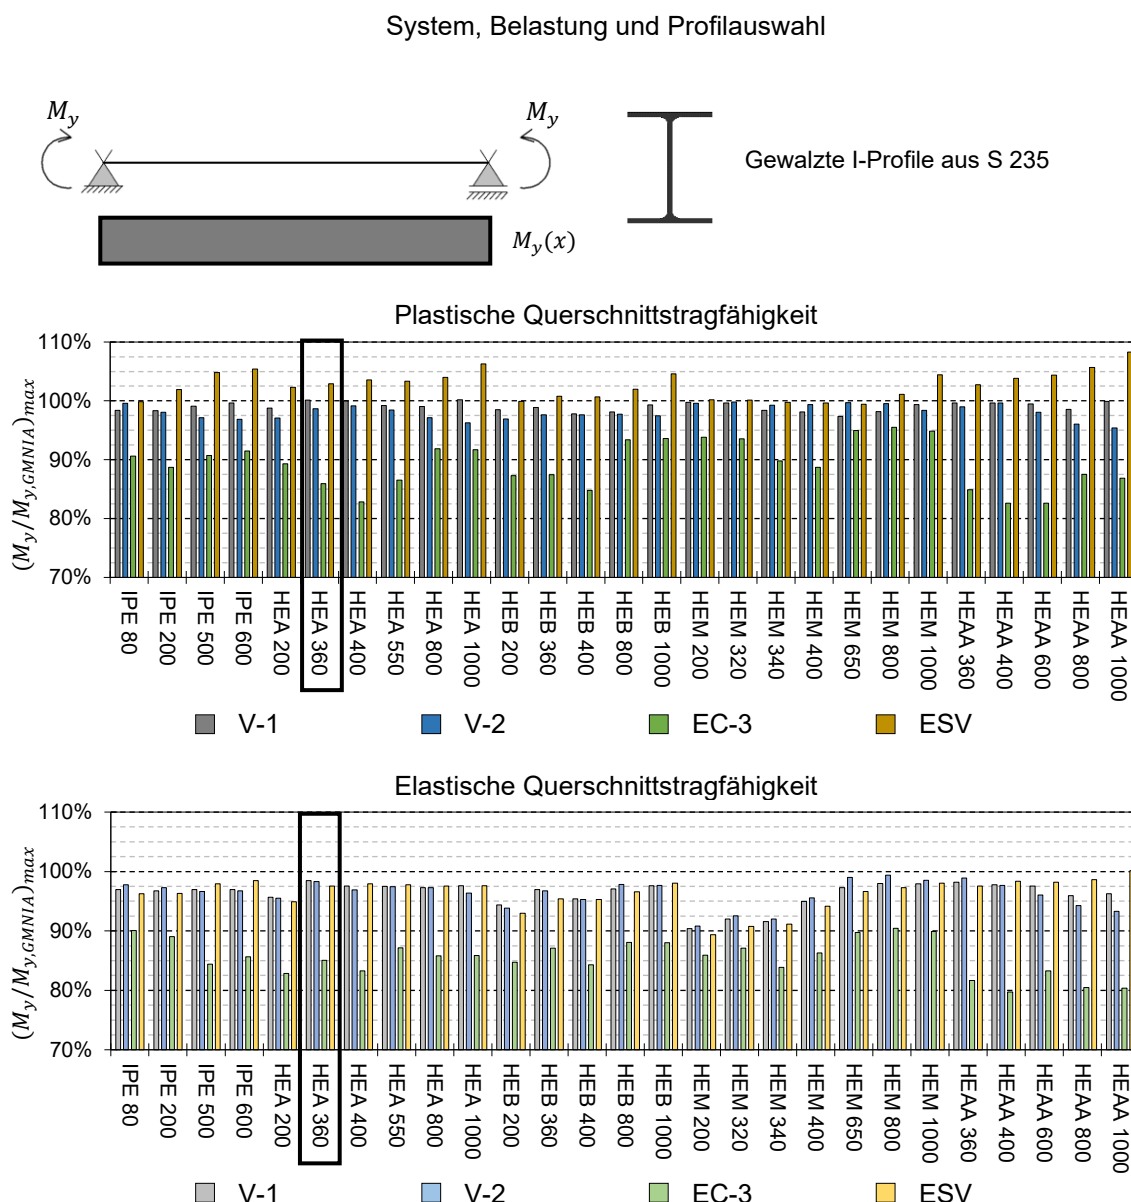 System, Belastung und Profilauswahl
M_y
M_y
Gewalzte I-Profile aus S 235
M_y(x)
Plastische Querschnittstragfähigkeit
(M_y/M_{y,GMNIA})_{max}
110%
100%
90%
80%
70%
IPE 80
IPE 200
IPE 500
IPE 600
HEA 200
HEA 360
HEA 400
HEA 550
HEA 800
HEA 1000
HEB 200
HEB 360
HEB 400
HEB 800
HEB 1000
HEM 200
HEM 320
HEM 340
HEM 400
HEM 650
HEM 800
HEM 1000
HEAA 360
HEAA 400
HEAA 600
HEAA 800
HEAA 1000
V-1 V-2 EC-3 ESV
Elastische Querschnittstragfähigkeit
(M_y/M_{y,GMNIA})_{max}
110%
100%
90%
80%
70%
IPE 80
IPE 200
IPE 500
IPE 600
HEA 200
HEA 360
HEA 400
HEA 550
HEA 800
HEA 1000
HEB 200
HEB 360
HEB 400
HEB 800
HEB 1000
HEM 200
HEM 320
HEM 340
HEM 400
HEM 650
HEM 800
HEM 1000
HEAA 360
HEAA 400
HEAA 600
HEAA 800
HEAA 1000
V-1 V-2 EC-3 ESV